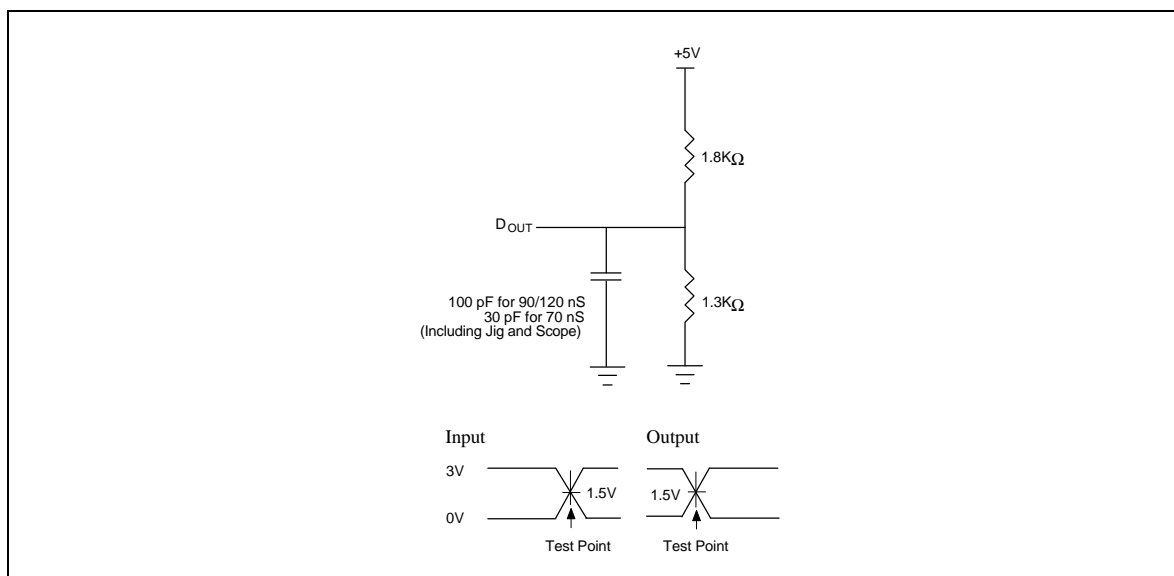 +5V
1.8KΩ
DOUT
100 pF for 90/120 nS
30 pF for 70 nS
(Including Jig and Scope)
1.3KΩ
Input
Output
3V
1.5V
1.5V
0V
Test Point
Test Point